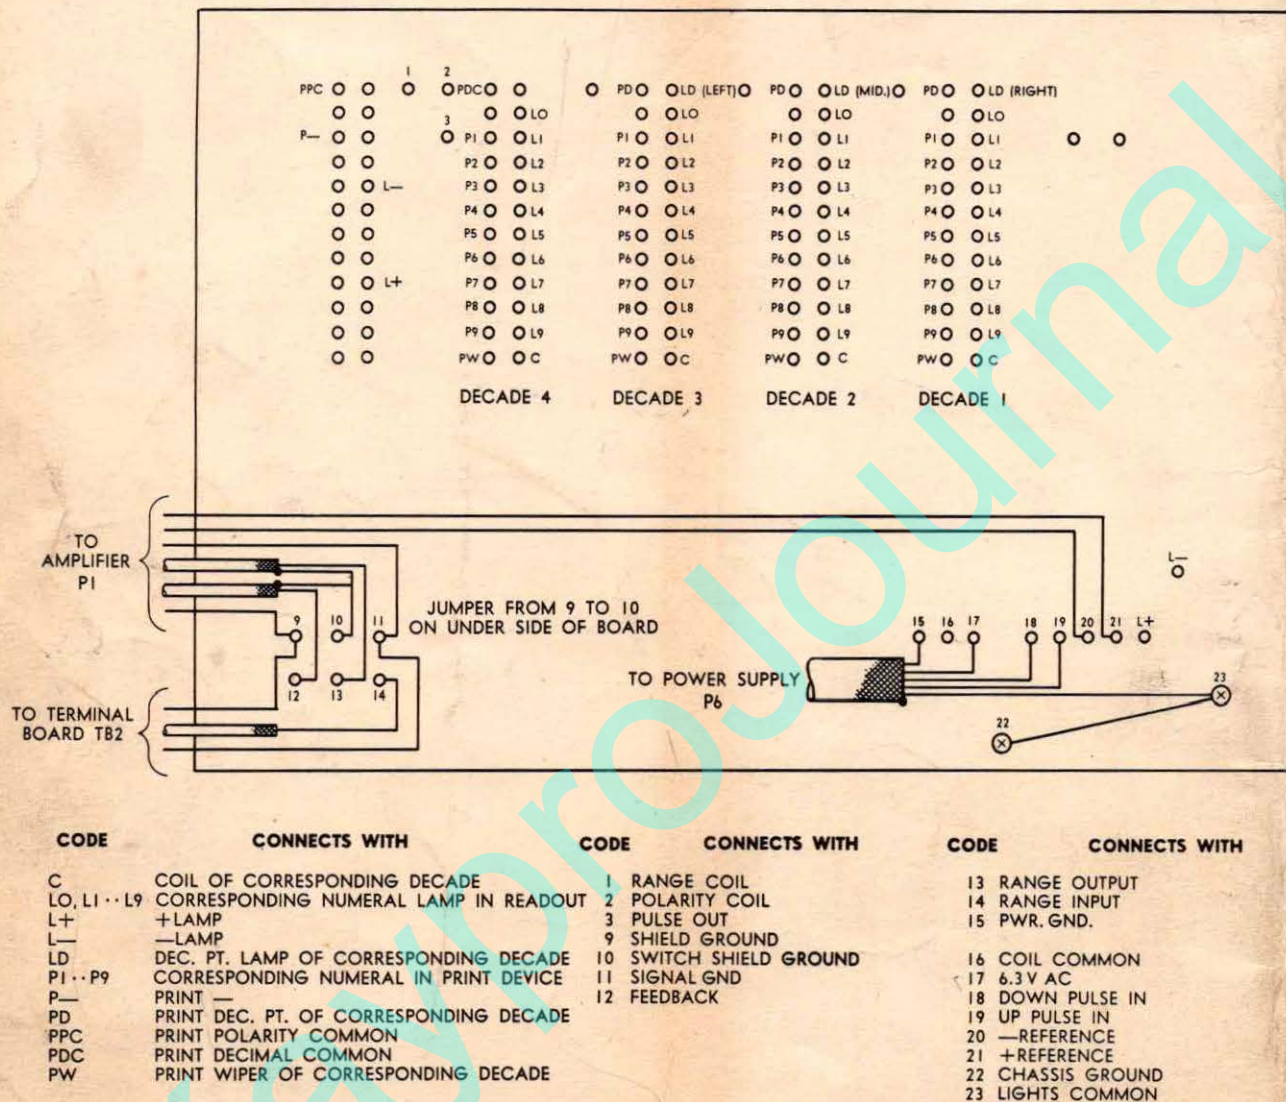 1 2
PPC PDC PD LD (LEFT) PD LD (MID.) PD LD (RIGHT)
LO LO LO LO
3
P— P1 L1 P1 L1 P1 L1 P1 L1
P2 L2 P2 L2 P2 L2 P2 L2
L— P3 L3 P3 L3 P3 L3 P3 L3
P4 L4 P4 L4 P4 L4 P4 L4
P5 L5 P5 L5 P5 L5 P5 L5
P6 L6 P6 L6 P6 L6 P6 L6
L+ P7 L7 P7 L7 P7 L7 P7 L7
P8 L8 P8 L8 P8 L8 P8 L8
P9 L9 P9 L9 P9 L9 P9 L9
PW C PW C PW C PW C
DECADE 4 DECADE 3 DECADE 2 DECADE 1
TO
AMPLIFIER
P1
L—
JUMPER FROM 9 TO 10
ON UNDER SIDE OF BOARD
9 10 11
15 16 17 18 19 20 21 L+
12 13 14
TO POWER SUPPLY
P6
23
22
TO TERMINAL
BOARD TB2
CODE CONNECTS WITH
C COIL OF CORRESPONDING DECADE
LO, L1 ·· L9 CORRESPONDING NUMERAL LAMP IN READOUT
L+ +LAMP
L— —LAMP
LD DEC. PT. LAMP OF CORRESPONDING DECADE
P1 ·· P9 CORRESPONDING NUMERAL IN PRINT DEVICE
P— PRINT —
PD PRINT DEC. PT. OF CORRESPONDING DECADE
PPC PRINT POLARITY COMMON
PDC PRINT DECIMAL COMMON
PW PRINT WIPER OF CORRESPONDING DECADE
CODE CONNECTS WITH
1 RANGE COIL
2 POLARITY COIL
3 PULSE OUT
9 SHIELD GROUND
10 SWITCH SHIELD GROUND
11 SIGNAL GND
12 FEEDBACK
CODE CONNECTS WITH
13 RANGE OUTPUT
14 RANGE INPUT
15 PWR. GND.
16 COIL COMMON
17 6.3 V AC
18 DOWN PULSE IN
19 UP PULSE IN
20 —REFERENCE
21 +REFERENCE
22 CHASSIS GROUND
23 LIGHTS COMMON
KayproJournal